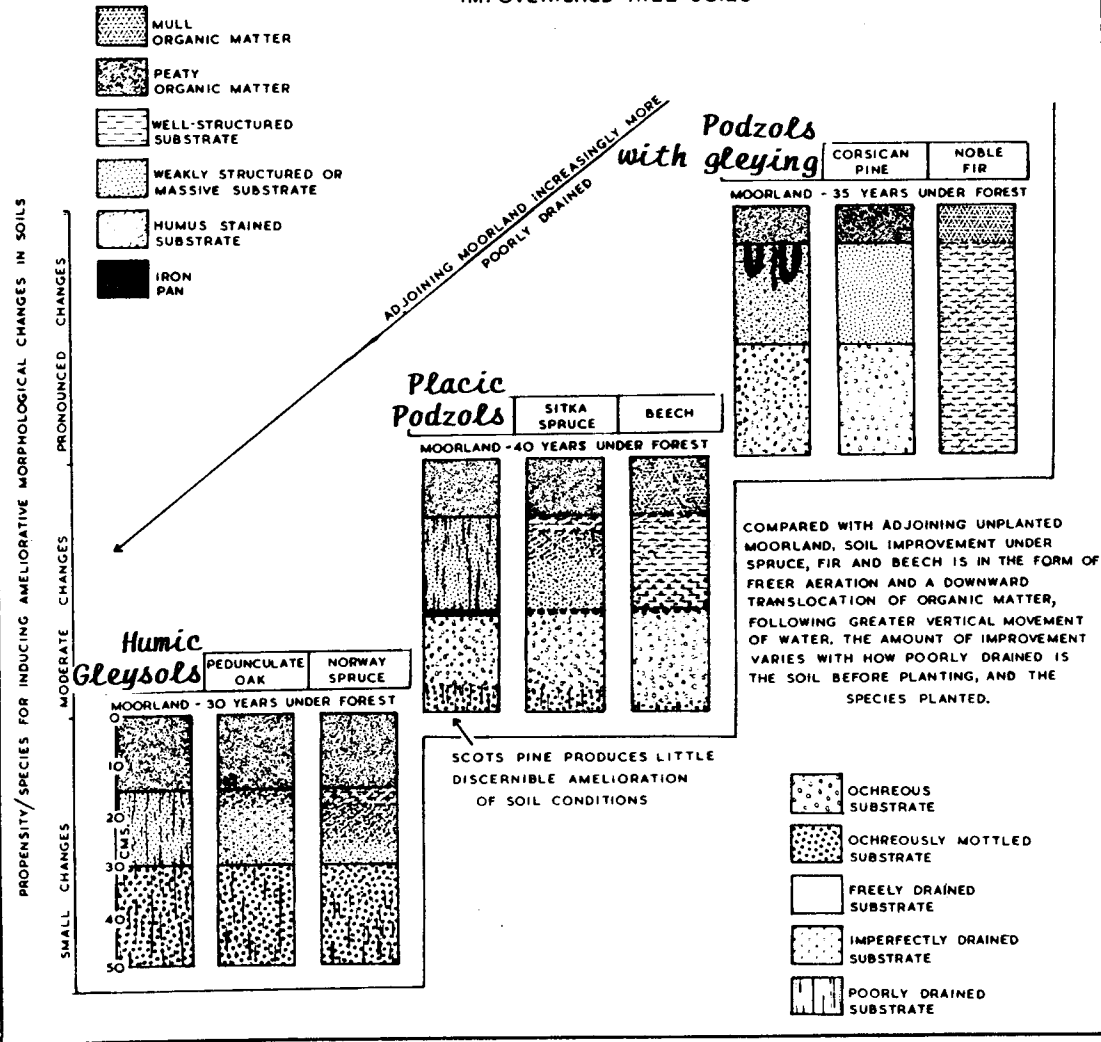 IMPOVERISHED HILL SOILS
MULL
ORGANIC MATTER
PEATY
ORGANIC MATTER
WELL-STRUCTURED
SUBSTRATE
WEAKLY STRUCTURED OR
MASSIVE SUBSTRATE
HUMUS STAINED
SUBSTRATE
IRON
PAN
PROPENSITY/SPECIES FOR INDUCING AMELIORATIVE MORPHOLOGICAL CHANGES IN SOILS
PRONOUNCED CHANGES
MODERATE CHANGES
SMALL CHANGES
ADJOINING MOORLAND INCREASINGLY MORE
POORLY DRAINED
Podzols
with gleying
CORSICAN
PINE
NOBLE
FIR
MOORLAND - 35 YEARS UNDER FOREST
Placic
Podzols
SITKA
SPRUCE
BEECH
MOORLAND - 40 YEARS UNDER FOREST
COMPARED WITH ADJOINING UNPLANTED
MOORLAND, SOIL IMPROVEMENT UNDER
SPRUCE, FIR AND BEECH IS IN THE FORM OF
FREER AERATION AND A DOWNWARD
TRANSLOCATION OF ORGANIC MATTER,
FOLLOWING GREATER VERTICAL MOVEMENT
OF WATER. THE AMOUNT OF IMPROVEMENT
VARIES WITH HOW POORLY DRAINED IS
THE SOIL BEFORE PLANTING, AND THE
SPECIES PLANTED.
Humic
Gleysols
PEDUNCULATE
OAK
NORWAY
SPRUCE
MOORLAND - 30 YEARS UNDER FOREST
0
10
20
CMS.
30
40
50
SCOTS PINE PRODUCES LITTLE
DISCERNIBLE AMELIORATION
OF SOIL CONDITIONS
OCHREOUS
SUBSTRATE
OCHREOUSLY MOTTLED
SUBSTRATE
FREELY DRAINED
SUBSTRATE
IMPERFECTLY DRAINED
SUBSTRATE
POORLY DRAINED
SUBSTRATE